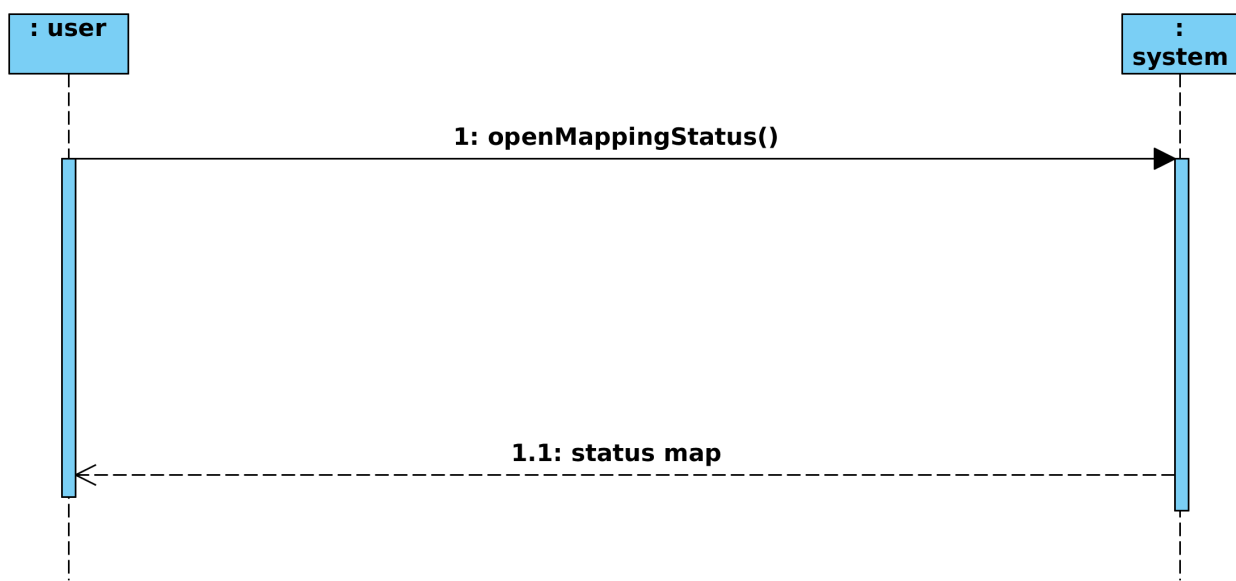 : user
:
system
1: openMappingStatus()
1.1: status map